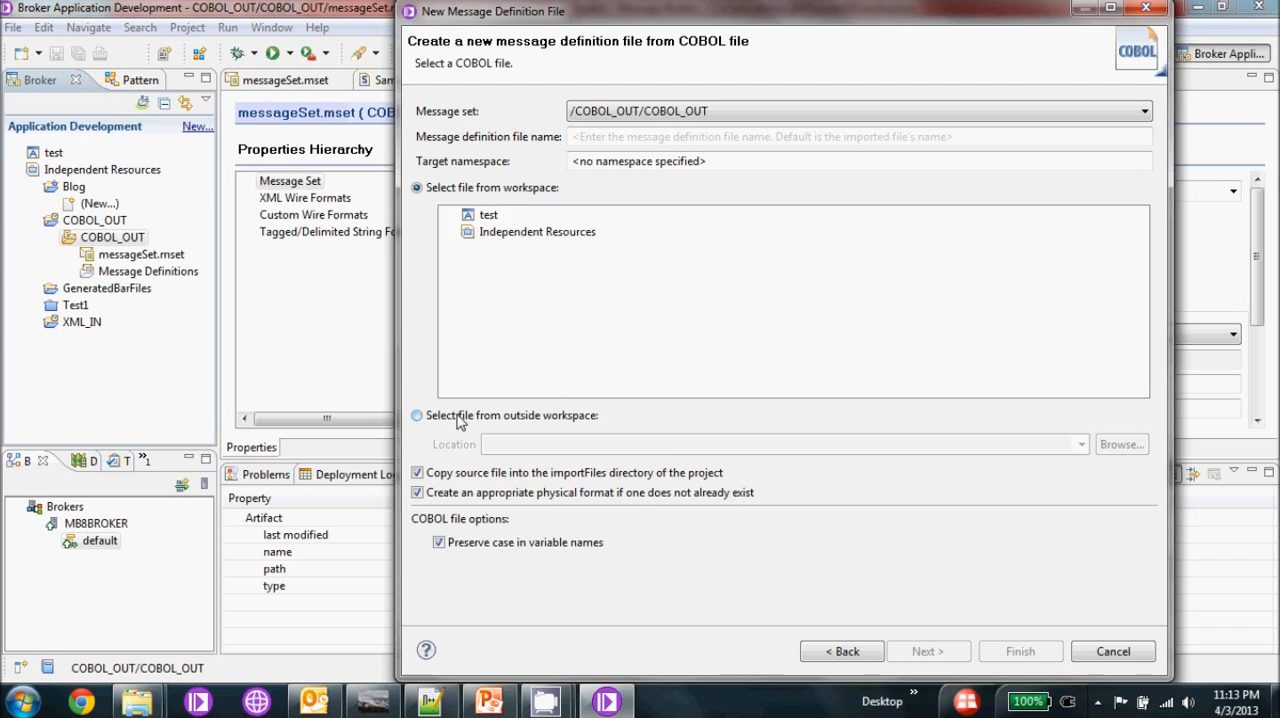 Broker Application Development - COBOL_OUT/COBOL_OUT/messageSet.m
File Edit Navigate Search Project Run Window Help
Broker Appli...
Broker
Pattern
Application Development
New...
test
Independent Resources
Blog
(New...)
COBOL_OUT
COBOL_OUT
messageSet.mset
Message Definitions
GeneratedBarFiles
Test1
XML_IN
messageSet.mset
Sam
messageSet.mset ( COB
Properties Hierarchy
Message Set
XML Wire Formats
Custom Wire Formats
Tagged/Delimited String Fo
Properties
B
D
T
»1
Brokers
MB8BROKER
default
Problems
Deployment Lo
Property
Artifact
last modified
name
path
type
New Message Definition File
Create a new message definition file from COBOL file
Select a COBOL file.
COBOL
Message set: /COBOL_OUT/COBOL_OUT
Message definition file name: <Enter the message definition file name. Default is the imported file's name>
Target namespace: <no namespace specified>
Select file from workspace:
test
Independent Resources
Select file from outside workspace:
Location
Browse...
Copy source file into the importFiles directory of the project
Create an appropriate physical format if one does not already exist
COBOL file options:
Preserve case in variable names
?
< Back
Next >
Finish
Cancel
COBOL_OUT/COBOL_OUT
Desktop
»
100%
11:13 PM
4/3/2013